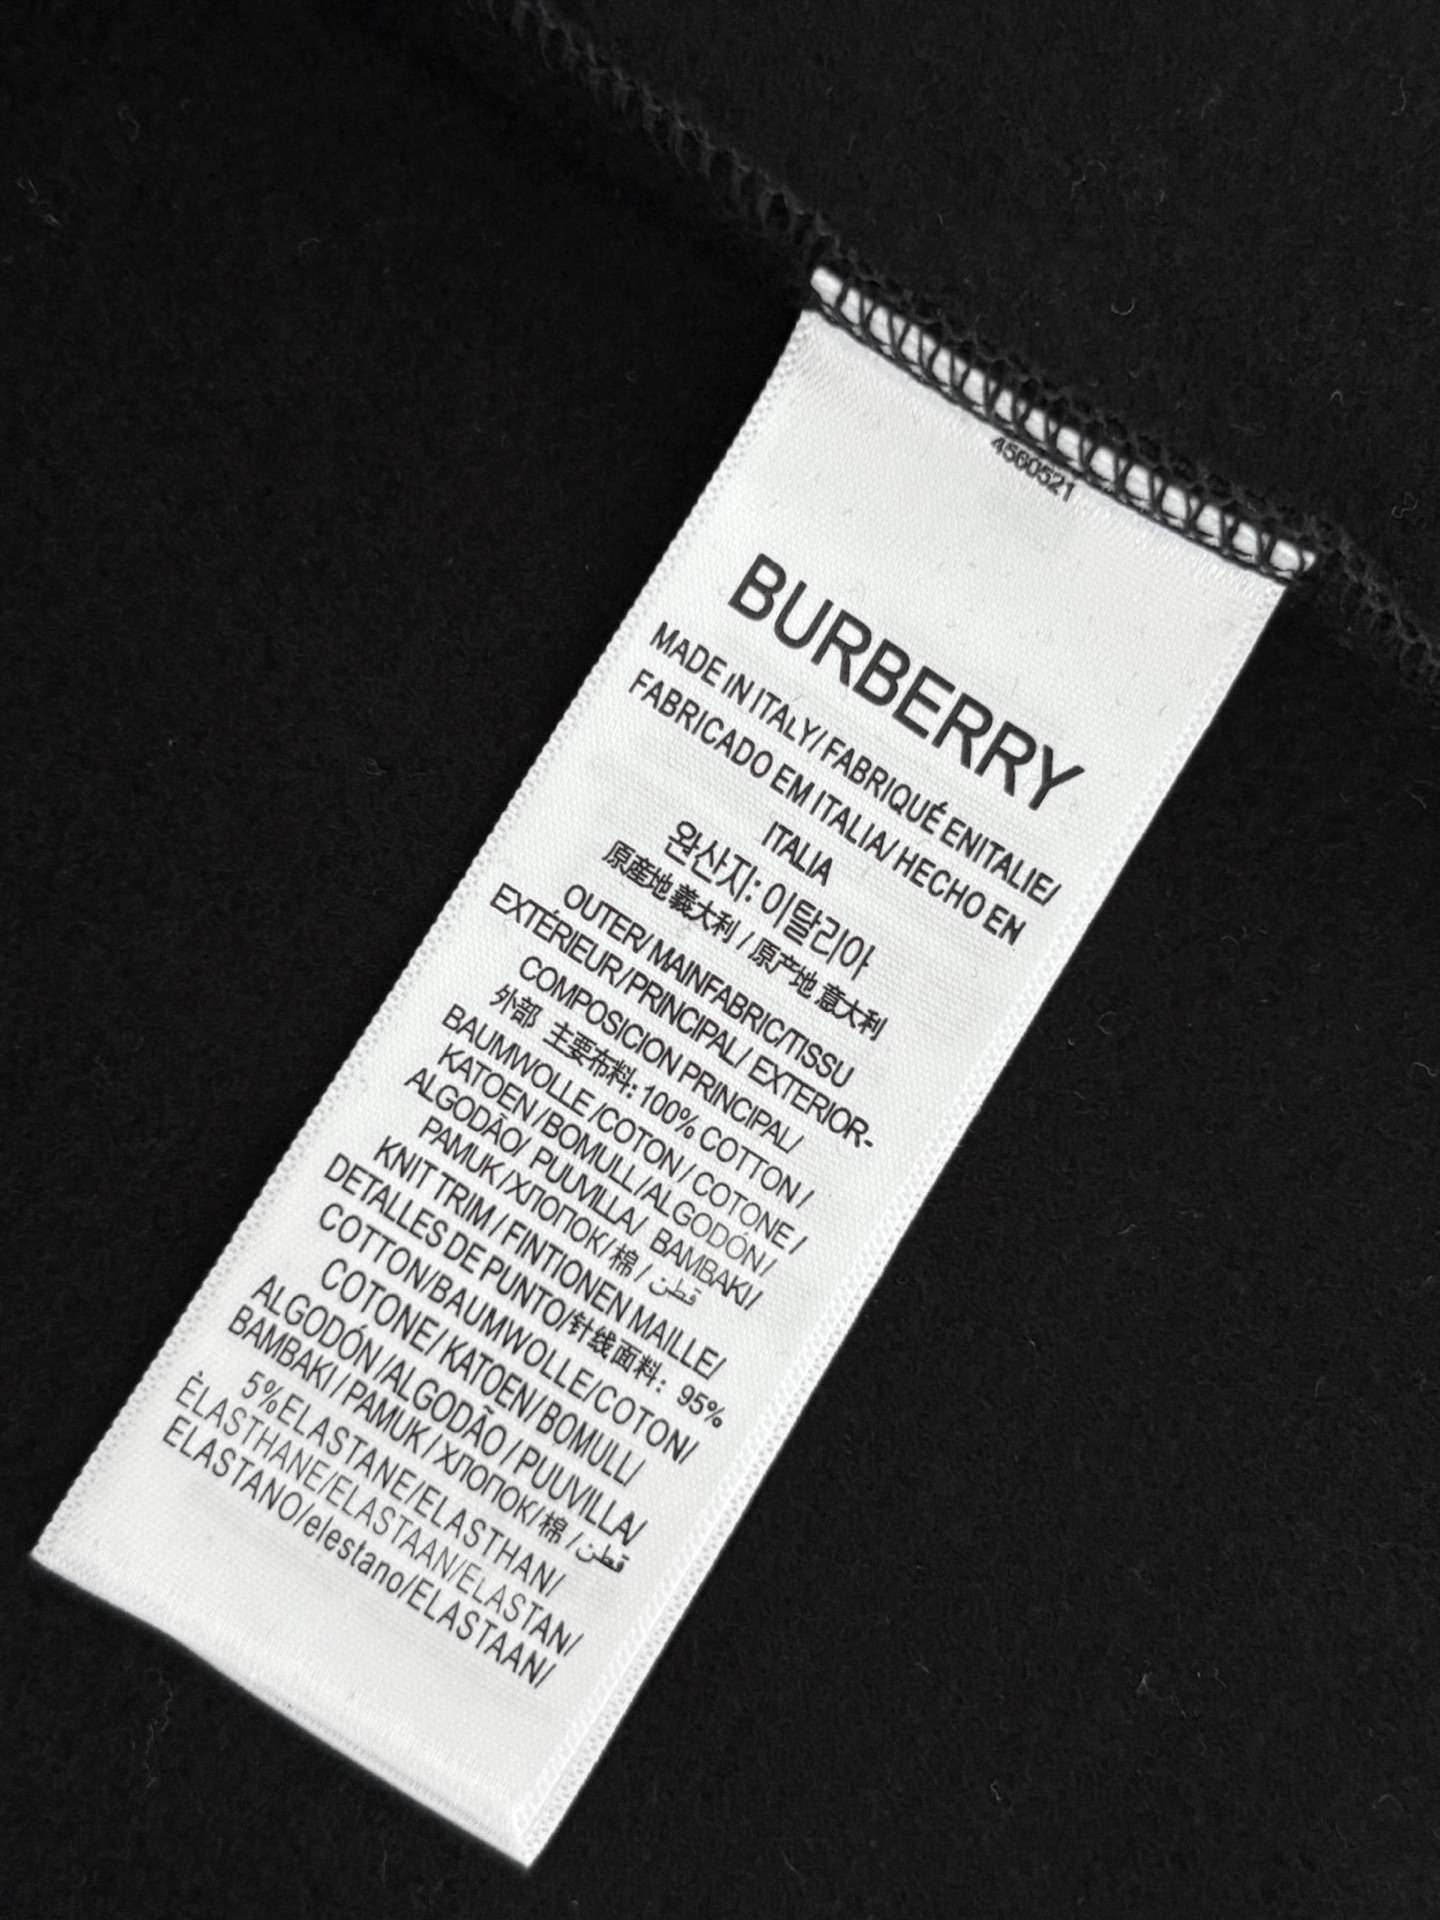 4560521
BURBERRY
MADE IN ITALY/FABRIQUÉ ENITALIE/
FABRICADO EM ITALIA/ HECHO EN
ITALIA
완산지: 이탈리아
原産地 義大利 / 原产地 意大利
OUTER/ MAINFABRIC/TISSU
EXTÉRIEUR/PRINCIPAL/ EXTERIOR-
COMPOSICION PRINCIPAL/
外部 主要布料: 100% COTTON /
BAUMWOLLE /COTON / COTONE /
KATOEN /BOMULL/ALGODÓN /
ALGODÃO/ PUUVILLA/ BAMBAKI/
PAMUK/ХЛОПОК/ 棉 / قطن
KNIT TRIM / FINTIONEN MAILLE/
DETALLES DE PUNTO/针线面料: 95%
COTTON/BAUMWOLLE/COTON/
COTONE/ KATOEN/ BOMULL/
ALGODÓN /ALGODÃO / PUUVILLA/
BAMBAKI / PAMUK / ХЛОПОК/ 棉 / قطن
5%ELASTANE/ELASTHAN/
ÉLASTHANE/ELASTAAN/ELASTAN/
ELASTANO/elestano/ELASTAAN/